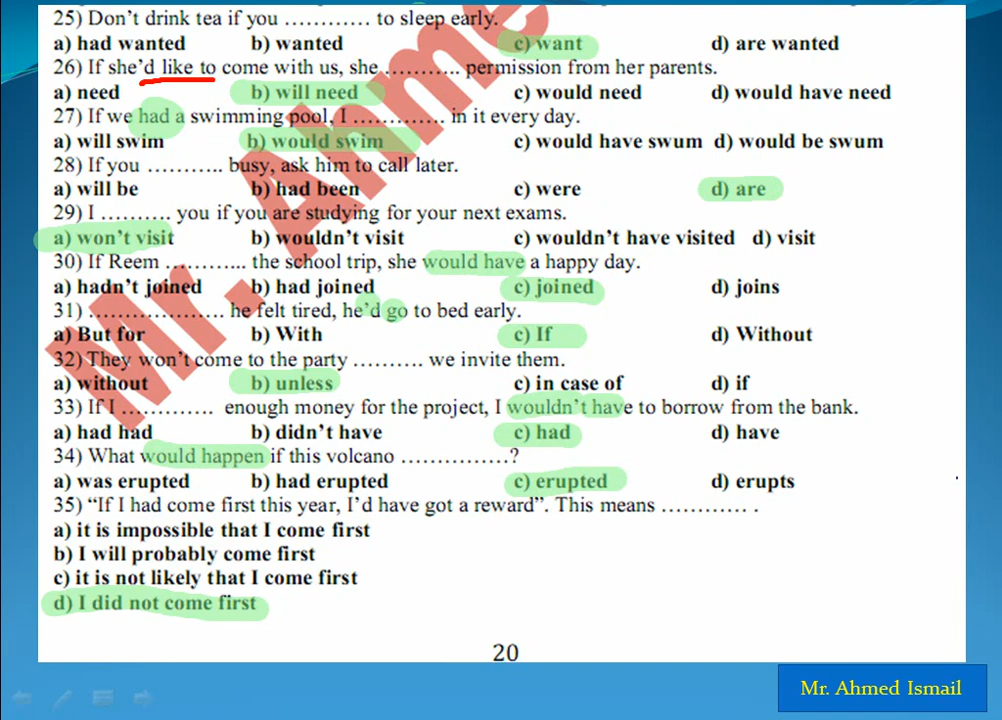 25) Don't drink tea if you ………… to sleep early.
a) had wanted b) wanted c) want d) are wanted
26) If she'd like to come with us, she ……….. permission from her parents.
a) need b) will need c) would need d) would have need
27) If we had a swimming pool, I …………. in it every day.
a) will swim b) would swim c) would have swum d) would be swum
28) If you ……….. busy, ask him to call later.
a) will be b) had been c) were d) are
29) I ………. you if you are studying for your next exams.
a) won't visit b) wouldn't visit c) wouldn't have visited d) visit
30) If Reem ………... the school trip, she would have a happy day.
a) hadn't joined b) had joined c) joined d) joins
31) ……………….. he felt tired, he'd go to bed early.
a) But for b) With c) If d) Without
32) They won't come to the party ………. we invite them.
a) without b) unless c) in case of d) if
33) If I …………. enough money for the project, I wouldn't have to borrow from the bank.
a) had had b) didn't have c) had d) have
34) What would happen if this volcano ……………?
a) was erupted b) had erupted c) erupted d) erupts
35) “If I had come first this year, I'd have got a reward”. This means ………… .
a) it is impossible that I come first
b) I will probably come first
c) it is not likely that I come first
d) I did not come first
Mr. Ahme
20
Mr. Ahmed Ismail